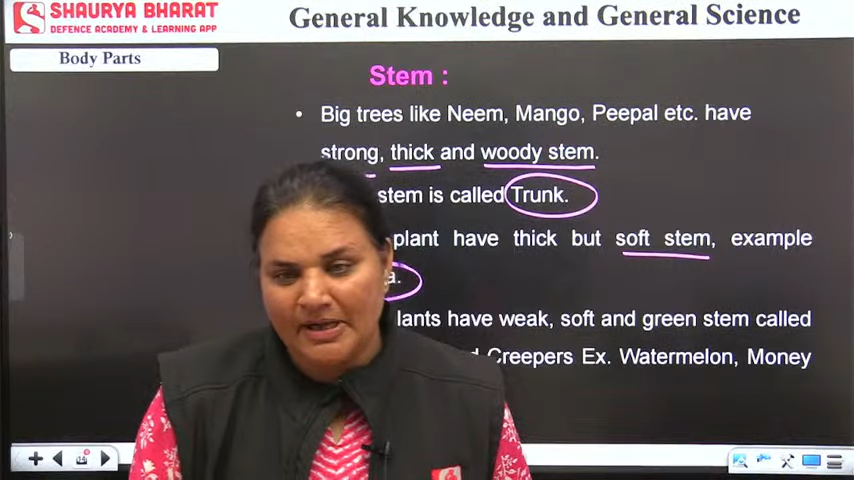 SHAURYA BHARAT
DEFENCE ACADEMY & LEARNING APP
General Knowledge and General Science
Body Parts
Stem :
• Big trees like Neem, Mango, Peepal etc. have
strong, thick and woody stem.
stem is called Trunk.
plant have thick but soft stem, example
a.
lants have weak, soft and green stem called
Creepers Ex. Watermelon, Money